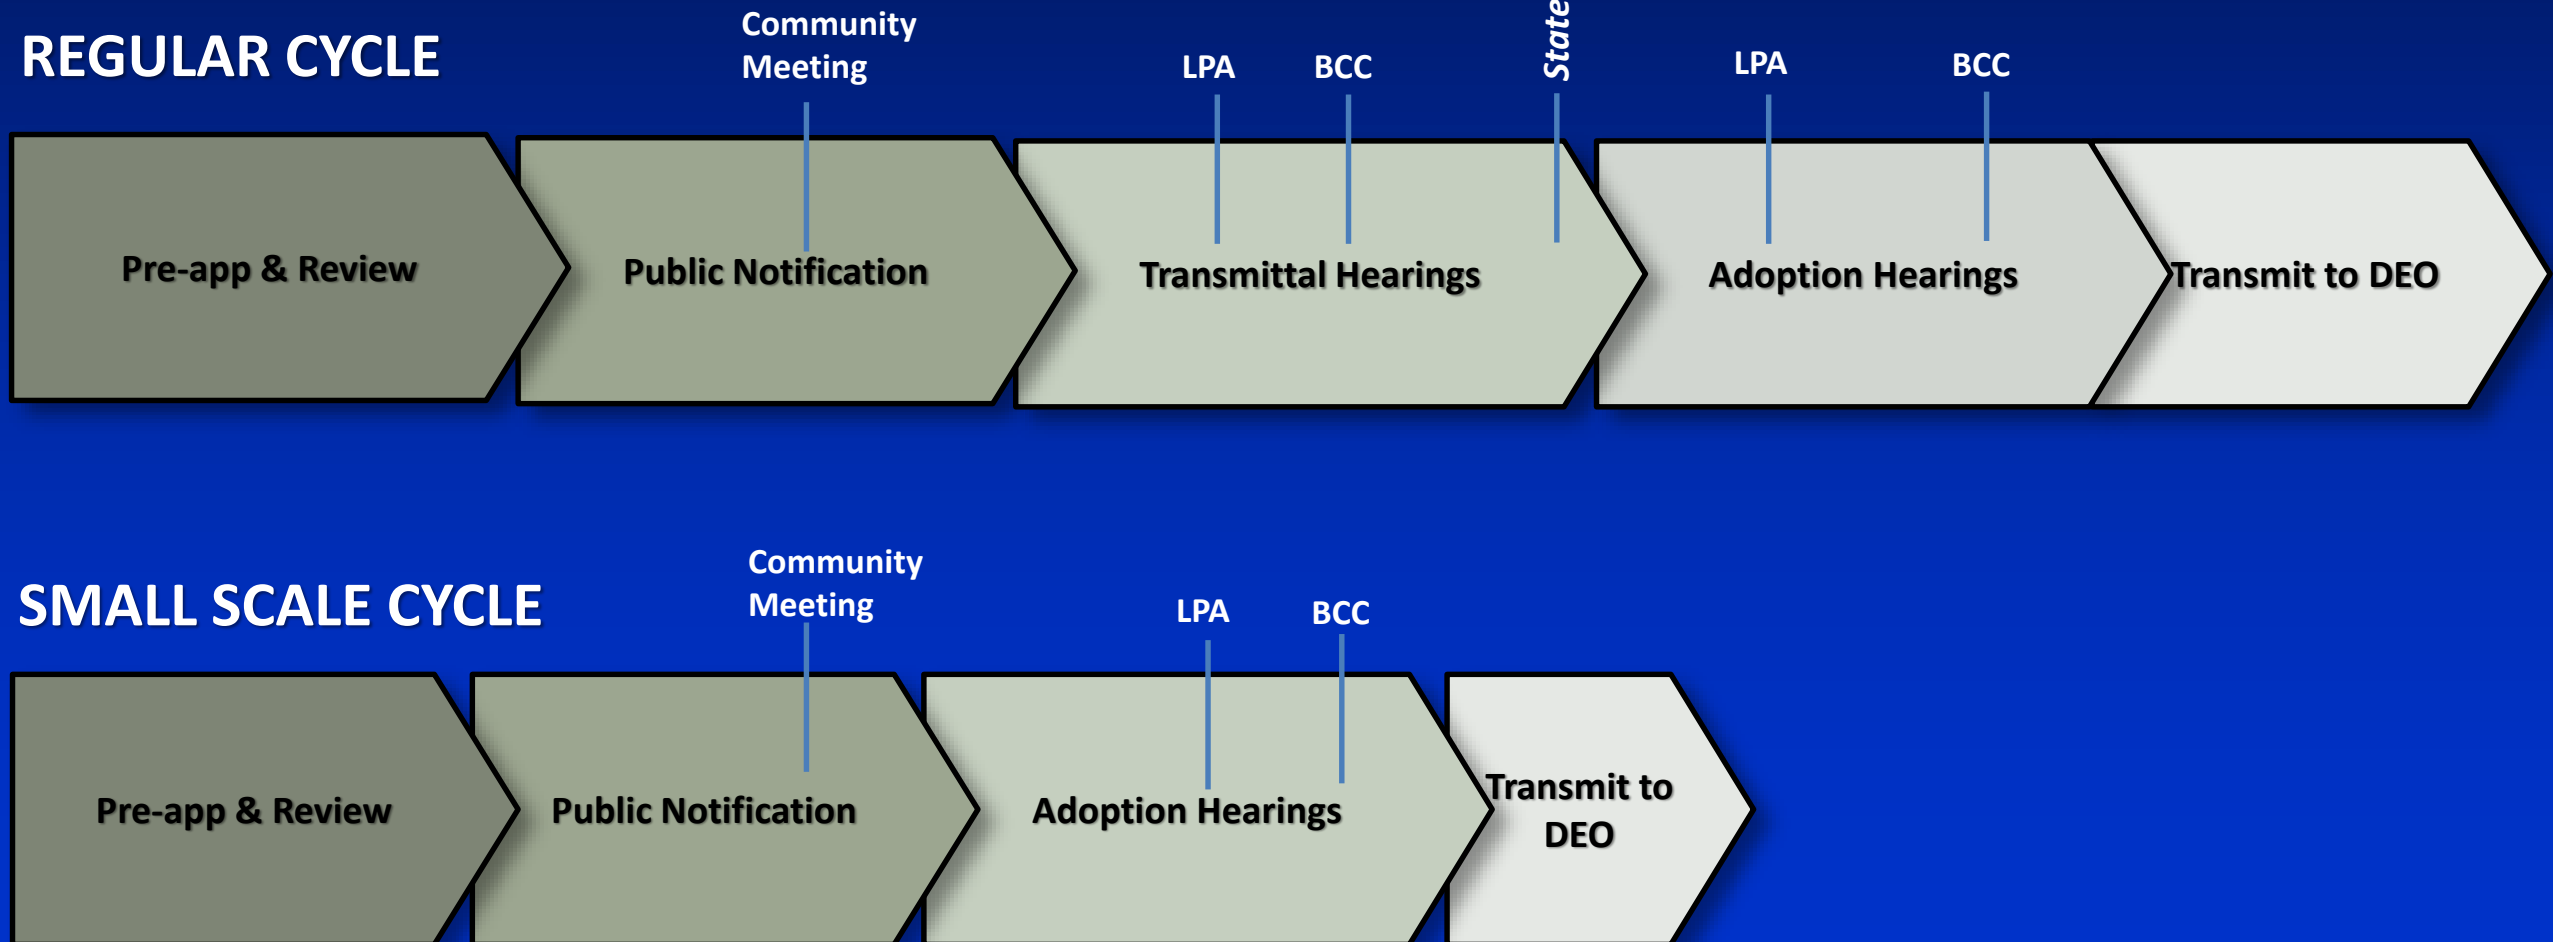 REGULAR CYCLE
Community
Meeting
LPA
BCC
State
LPA
BCC
Pre-app & Review
Public Notification
Transmittal Hearings
Adoption Hearings
Transmit to DEO
SMALL SCALE CYCLE
Community
Meeting
LPA
BCC
Pre-app & Review
Public Notification
Adoption Hearings
Transmit to
DEO